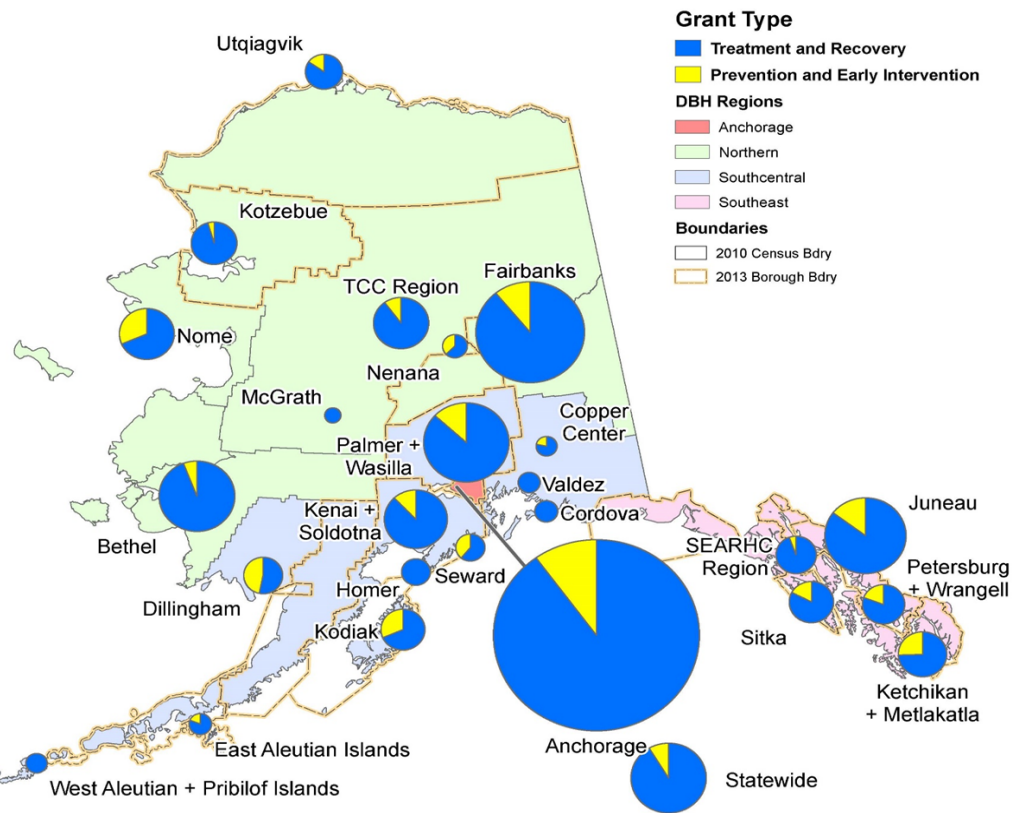 Utqiagvik
Grant Type
Treatment and Recovery
Prevention and Early Intervention
DBH Regions
Anchorage
Northern
Southcentral
Southeast
Boundaries
2010 Census Bdry
2013 Borough Bdry
Kotzebue
TCC Region
Fairbanks
Nome
Nenana
McGrath
Copper
Center
Palmer +
Wasilla
Valdez
Cordova
Kenai +
Soldotna
Bethel
Juneau
SEARHC
Region
Petersburg
+ Wrangell
Seward
Homer
Dillingham
Kodiak
Sitka
Ketchikan
+ Metlakatla
East Aleutian Islands
Anchorage
West Aleutian + Pribilof Islands
Statewide